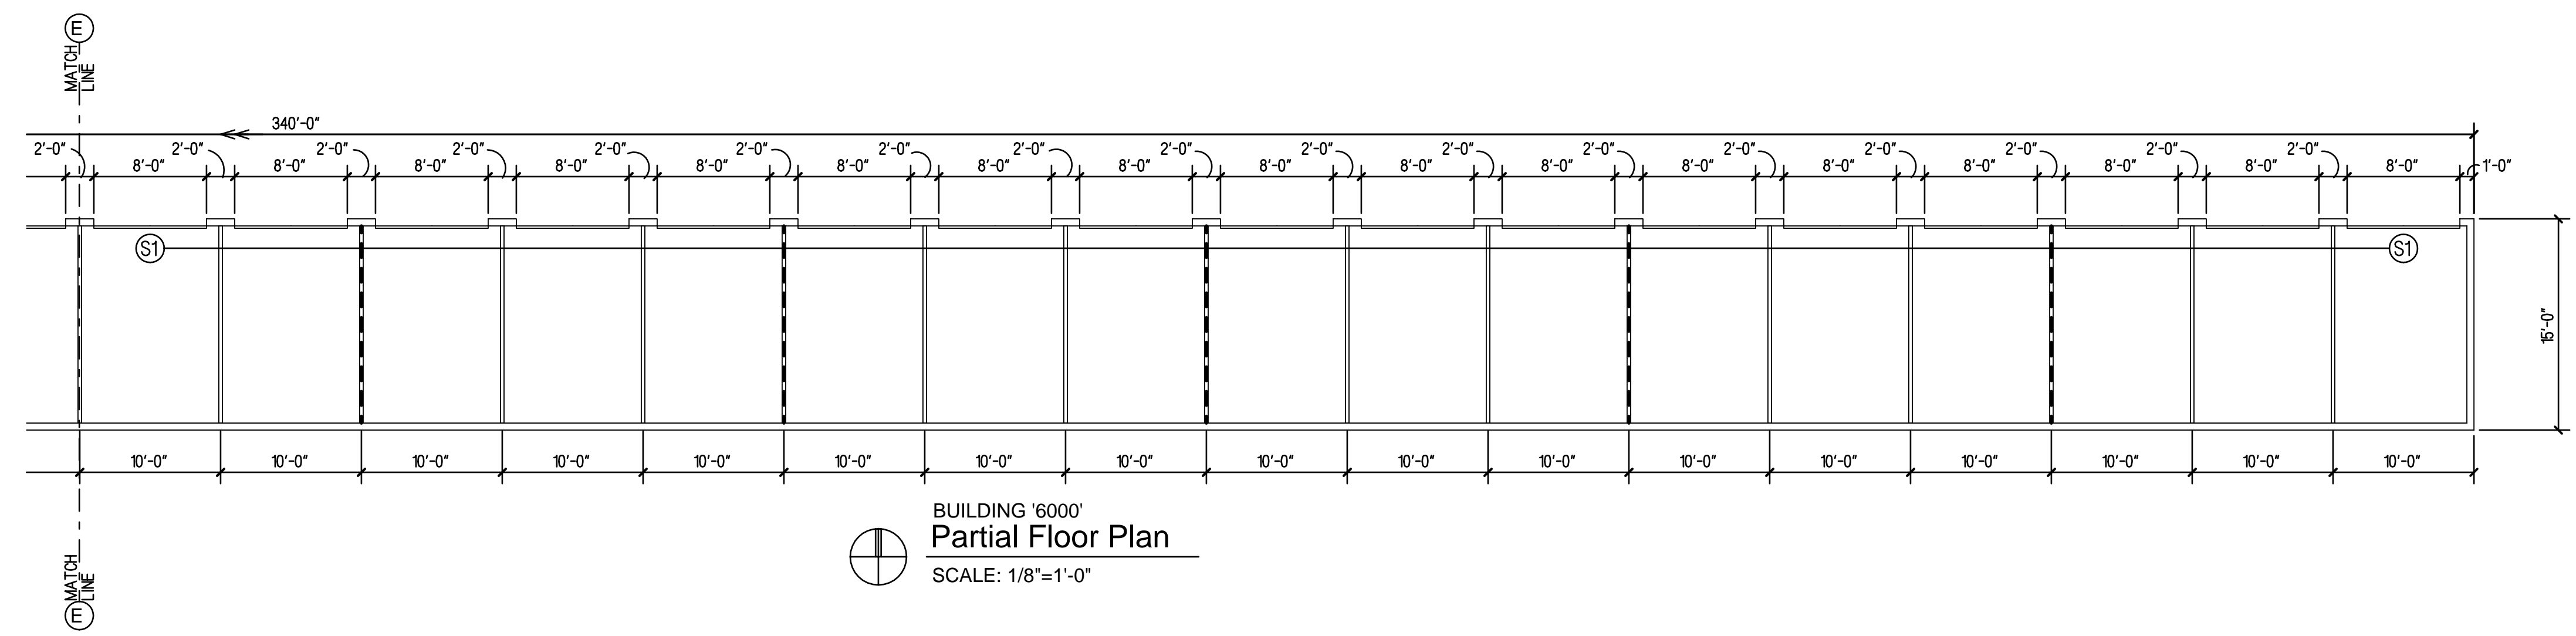 E
MATCH
LINE
340'-0"
2'-0" 2'-0" 2'-0" 2'-0" 2'-0" 2'-0" 2'-0" 2'-0" 2'-0" 2'-0" 2'-0" 2'-0" 2'-0" 2'-0" 2'-0" 2'-0" 2'-0"
8'-0" 8'-0" 8'-0" 8'-0" 8'-0" 8'-0" 8'-0" 8'-0" 8'-0" 8'-0" 8'-0" 8'-0" 8'-0" 8'-0" 8'-0" 8'-0" 8'-0" 1'-0"
S1 S1
15'-0"
10'-0" 10'-0" 10'-0" 10'-0" 10'-0" 10'-0" 10'-0" 10'-0" 10'-0" 10'-0" 10'-0" 10'-0" 10'-0" 10'-0" 10'-0" 10'-0" 10'-0"
BUILDING '6000'
Partial Floor Plan
SCALE: 1/8"=1'-0"
MATCH
LINE
E